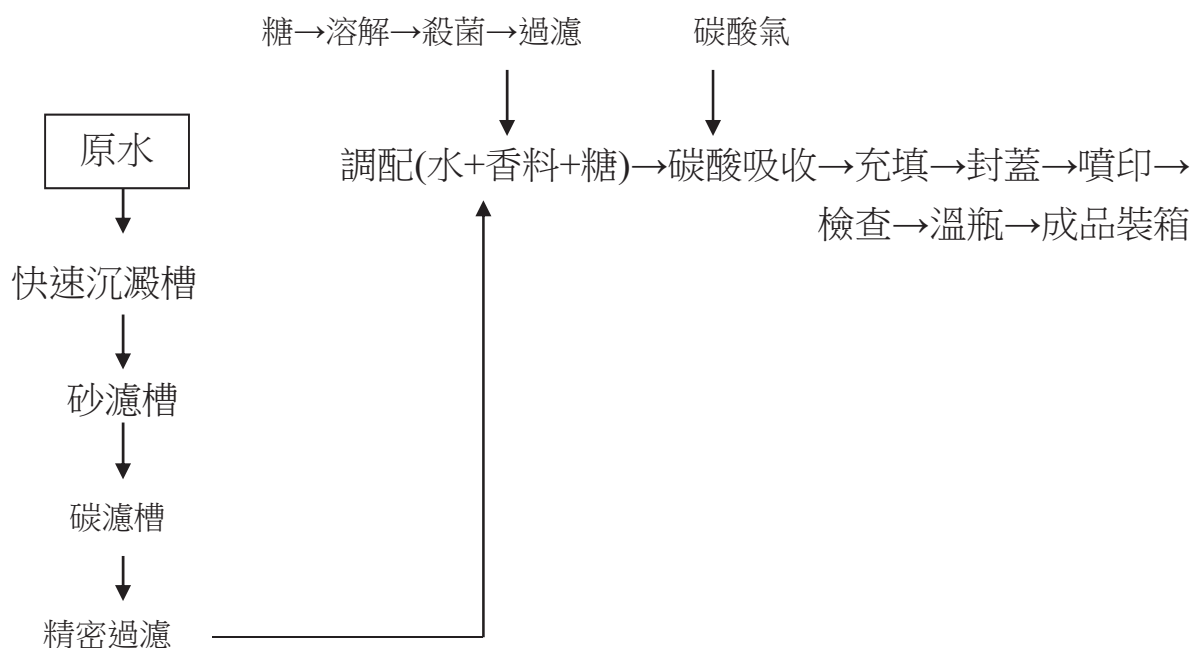 糖→溶解→殺菌→過濾
碳酸氣
原水
調配(水+香料+糖)→碳酸吸收→充填→封蓋→噴印→
檢查→溫瓶→成品裝箱
快速沉澱槽
砂濾槽
碳濾槽
精密過濾